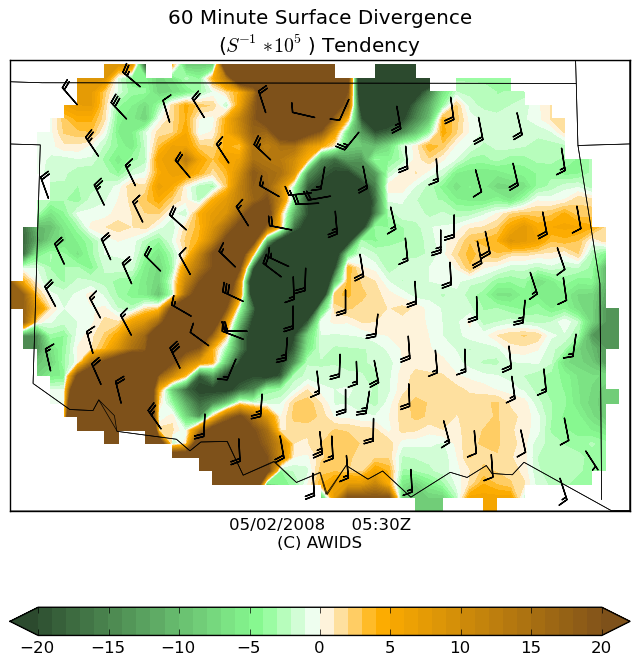 60 Minute Surface Divergence
($S^{-1} * 10^{5}$ ) Tendency
05/02/2008 05:30Z
(C) AWIDS
−20 −15 −10 −5 0 5 10 15 20